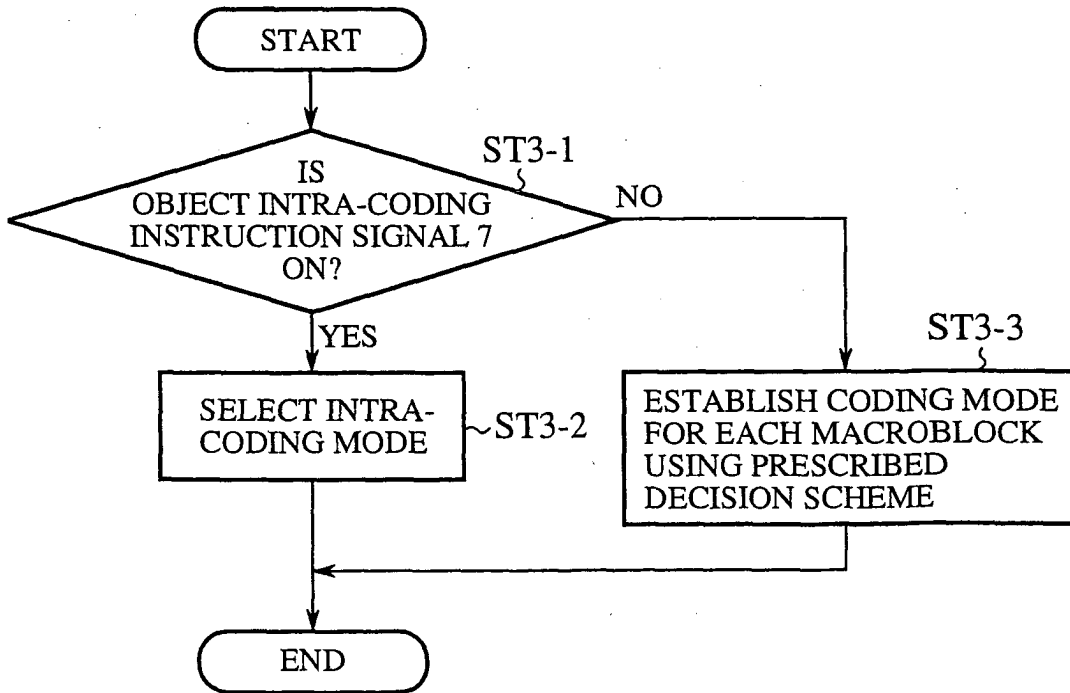 START
ST3-1
IS
OBJECT INTRA-CODING
INSTRUCTION SIGNAL 7
ON?
NO
YES
ST3-3
SELECT INTRA-
CODING MODE
ST3-2
ESTABLISH CODING MODE
FOR EACH MACROBLOCK
USING PRESCRIBED
DECISION SCHEME
END